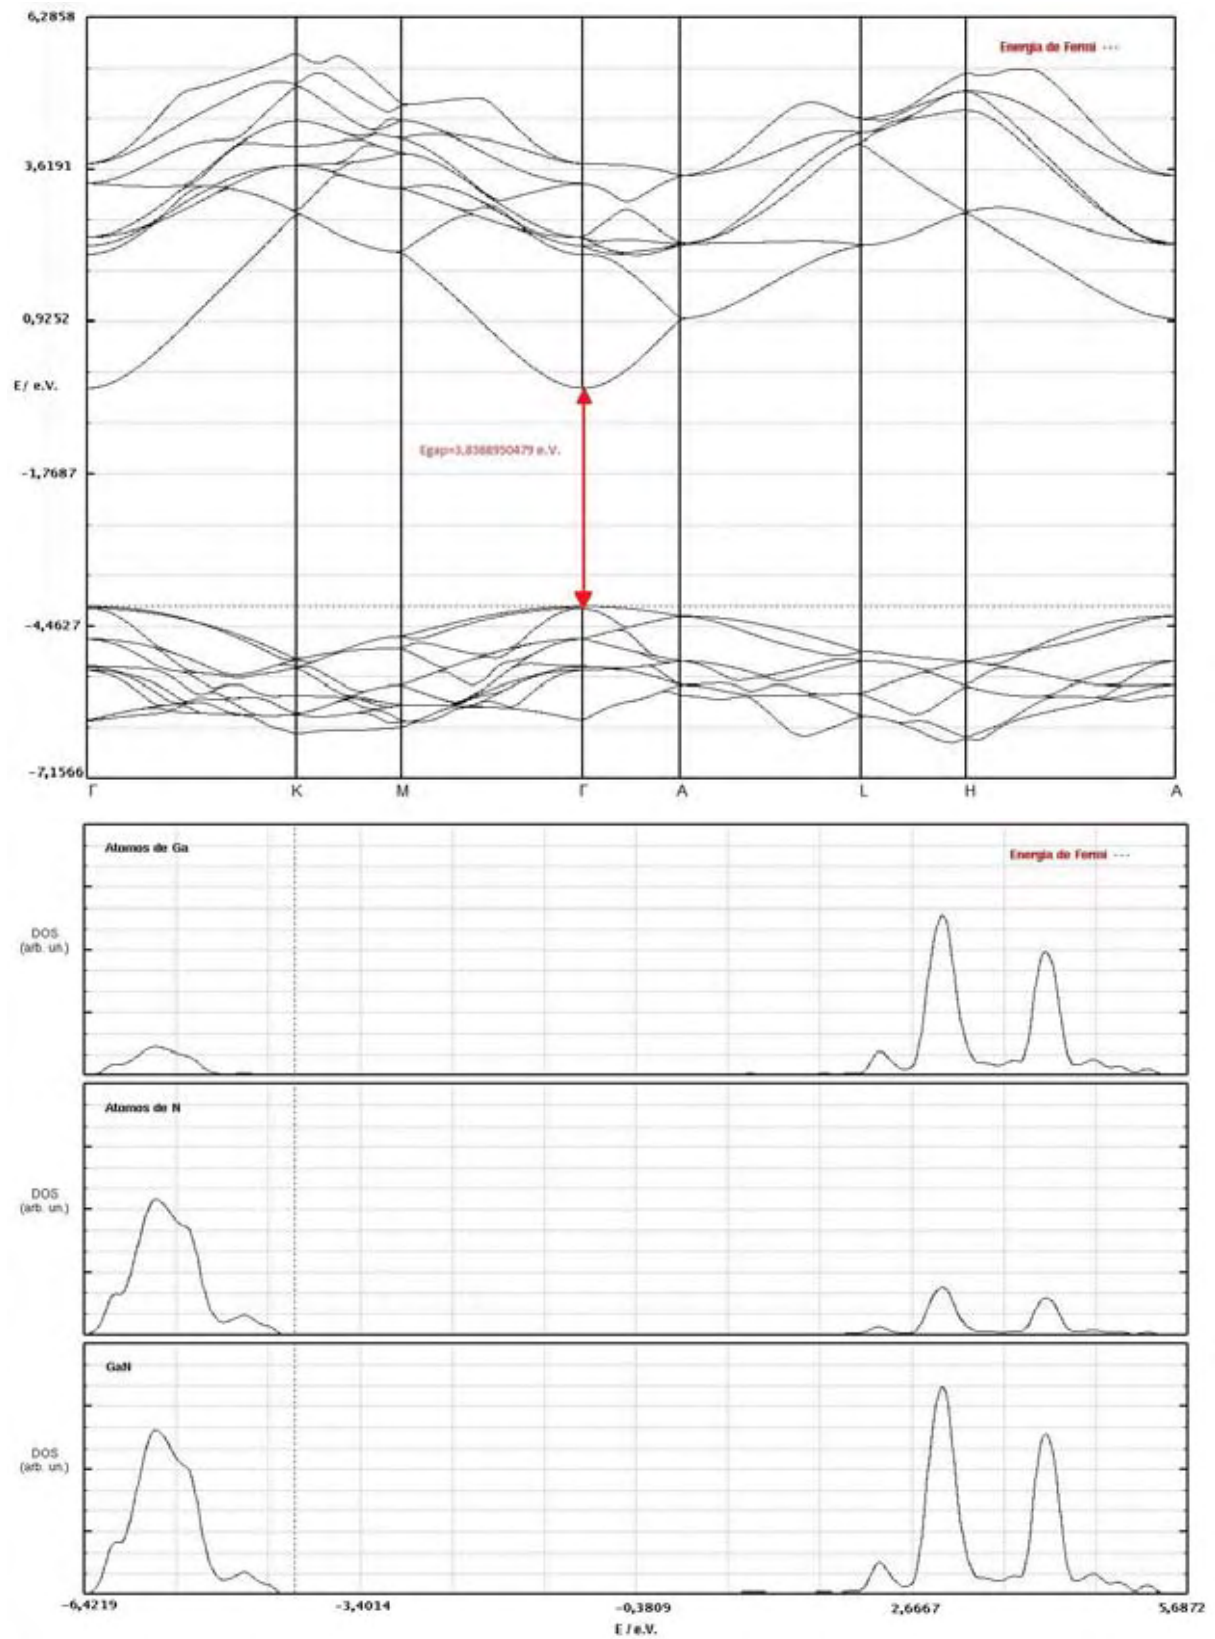 6,2858
Energia de Fermi ---
3,6191
0,9252
E/ e.V.
Egap=3,8388950479 e.V.
-1,7687
-4,4627
-7,1566
Γ K M Γ A L H A
Atomos de Ga
Energia de Fermi ---
DOS
(arb. un.)
Atomos de N
DOS
(arb. un.)
GaN
DOS
(arb. un.)
-6,4219 -3,4014 -0,3809 2,6667 5,6872
E / e.V.